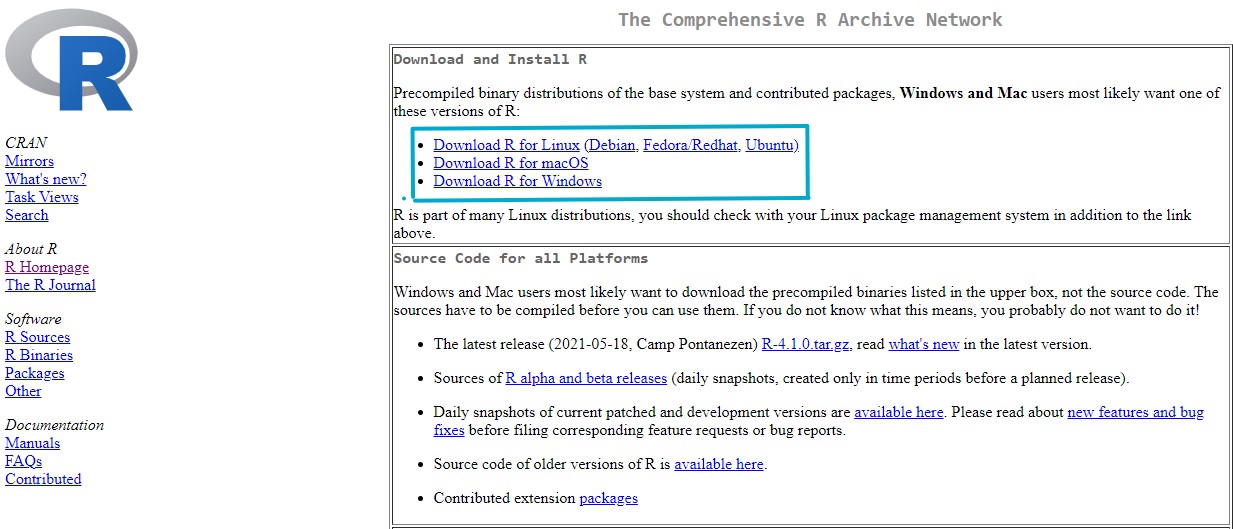 R
CRAN
Mirrors
What's new?
Task Views
Search
About R
R Homepage
The R Journal
Software
R Sources
R Binaries
Packages
Other
Documentation
Manuals
FAQs
Contributed
The Comprehensive R Archive Network
Download and Install R
Precompiled binary distributions of the base system and contributed packages, Windows and Mac users most likely want one of
these versions of R:
• Download R for Linux (Debian, Fedora/Redhat, Ubuntu)
• Download R for macOS
• Download R for Windows
R is part of many Linux distributions, you should check with your Linux package management system in addition to the link
above.
Source Code for all Platforms
Windows and Mac users most likely want to download the precompiled binaries listed in the upper box, not the source code. The
sources have to be compiled before you can use them. If you do not know what this means, you probably do not want to do it!
• The latest release (2021-05-18, Camp Pontanezen) R-4.1.0.tar.gz, read what's new in the latest version.
• Sources of R alpha and beta releases (daily snapshots, created only in time periods before a planned release).
• Daily snapshots of current patched and development versions are available here. Please read about new features and bug
fixes before filing corresponding feature requests or bug reports.
• Source code of older versions of R is available here.
• Contributed extension packages